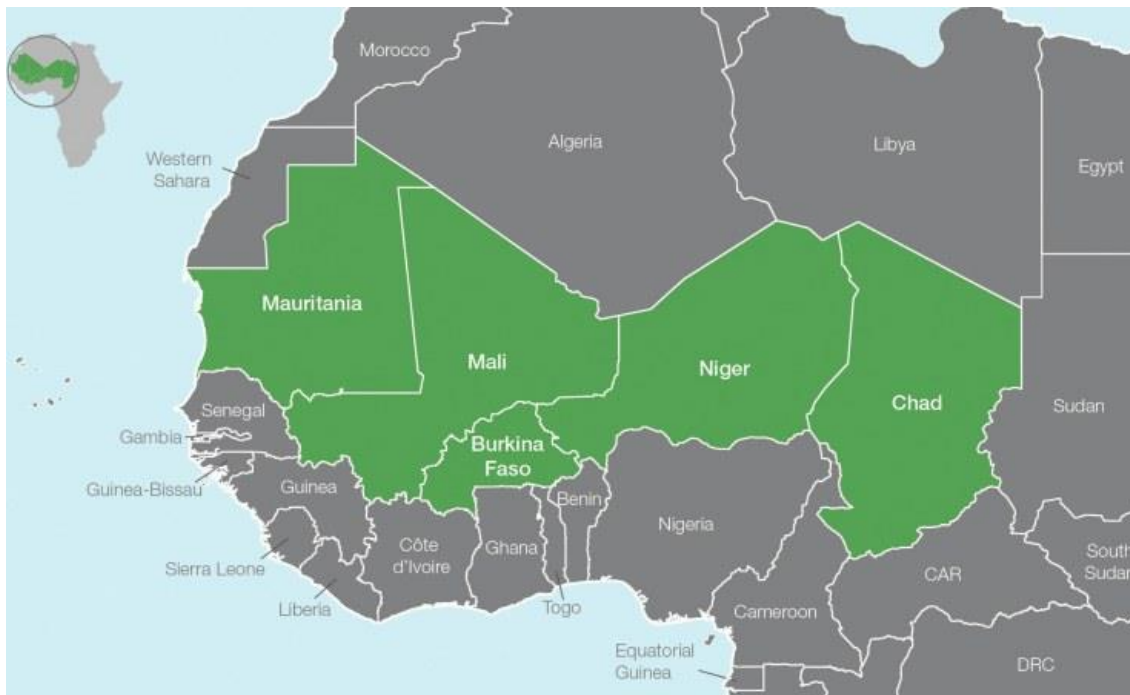 Morocco
Algeria
Libya
Egypt
Western
Sahara
Mauritania
Mali
Niger
Chad
Sudan
Senegal
Gambia
Guinea-Bissau
Guinea
Burkina
Faso
Benin
Nigeria
Côte
d'Ivoire
Ghana
Sierra Leone
Liberia
Togo
Cameroon
CAR
South
Sudan
Equatorial
Guinea
DRC